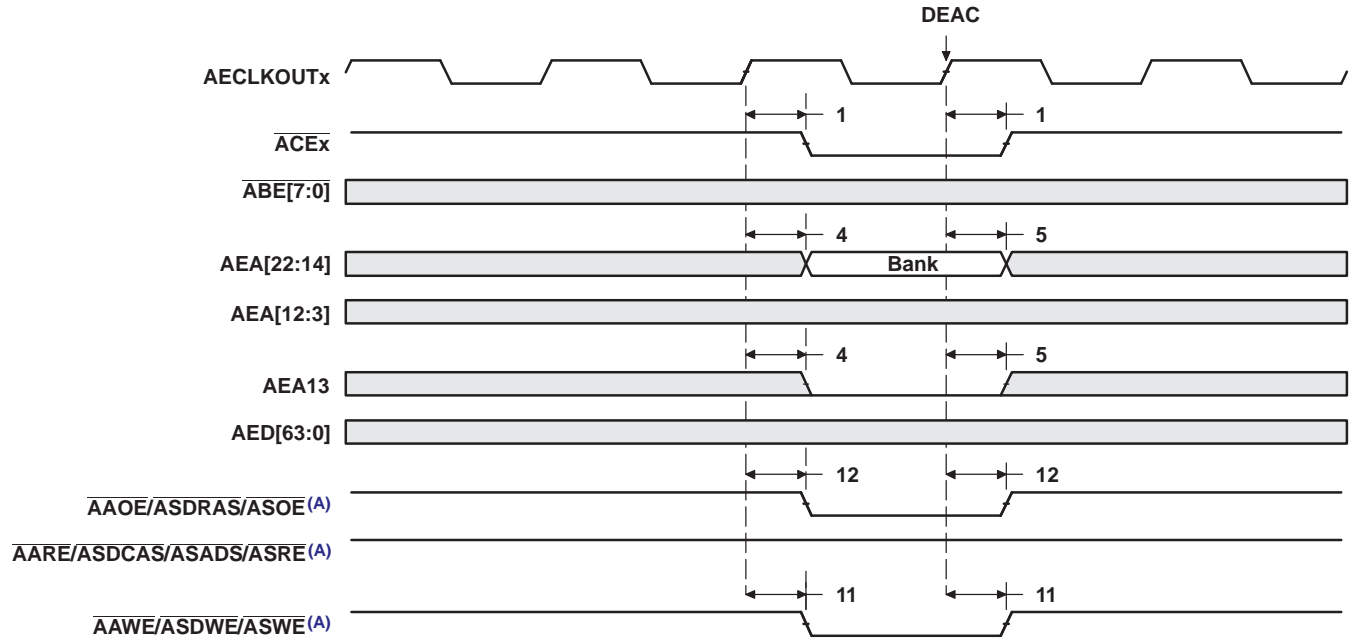 DEAC
AECLKOUTx
1 1
ACEx
ABE[7:0]
4 5
AEA[22:14] Bank
AEA[12:3]
4 5
AEA13
AED[63:0]
12 12
AAOE/ASDRAS/ASOE(A)
AARE/ASDCAS/ASADS/ASRE(A)
11 11
AAWE/ASDWE/ASWE(A)